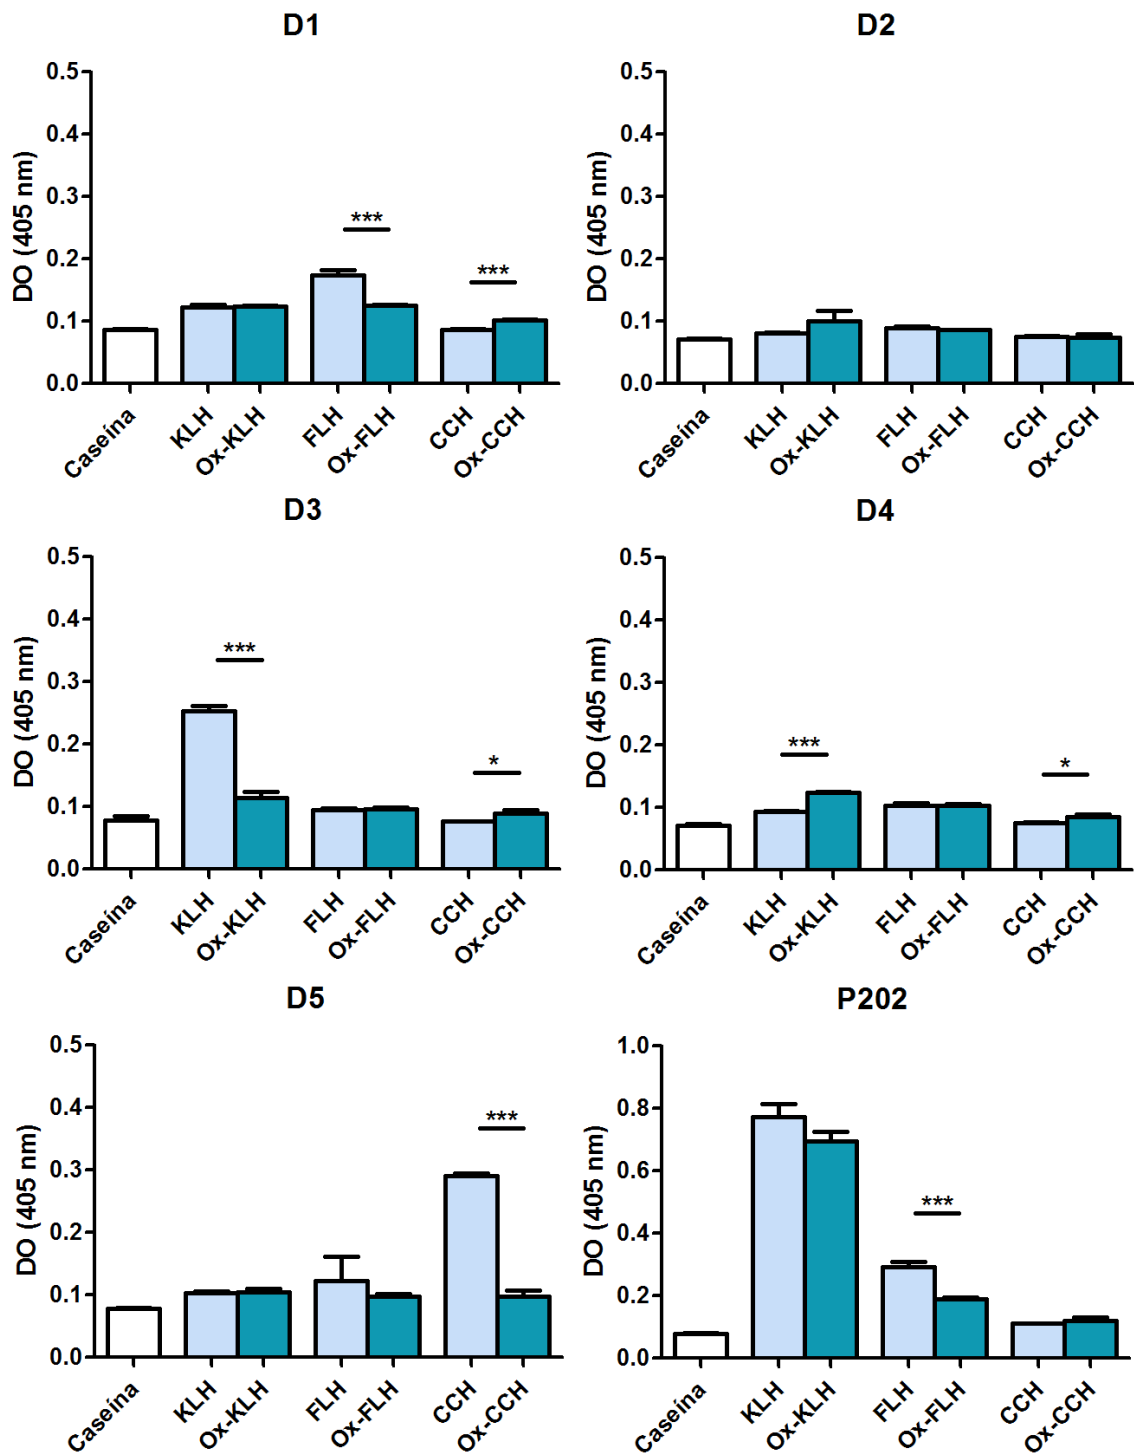 D1
DO (405 nm)
0.5
0.4
0.3
0.2
0.1
0.0
***
***
Caseína
KLH
Ox-KLH
FLH
Ox-FLH
CCH
Ox-CCH
D2
DO (405 nm)
0.5
0.4
0.3
0.2
0.1
0.0
Caseína
KLH
Ox-KLH
FLH
Ox-FLH
CCH
Ox-CCH
D3
DO (405 nm)
0.5
0.4
0.3
0.2
0.1
0.0
***
*
Caseína
KLH
Ox-KLH
FLH
Ox-FLH
CCH
Ox-CCH
D4
DO (405 nm)
0.5
0.4
0.3
0.2
0.1
0.0
***
*
Caseína
KLH
Ox-KLH
FLH
Ox-FLH
CCH
Ox-CCH
D5
DO (405 nm)
0.5
0.4
0.3
0.2
0.1
0.0
***
Caseína
KLH
Ox-KLH
FLH
Ox-FLH
CCH
Ox-CCH
P202
DO (405 nm)
1.0
0.8
0.6
0.4
0.2
0.0
***
Caseína
KLH
Ox-KLH
FLH
Ox-FLH
CCH
Ox-CCH